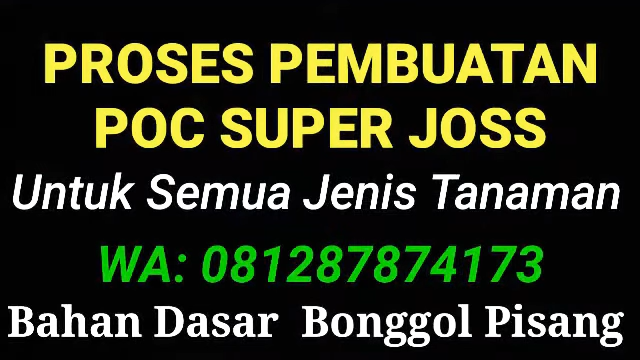 PROSES PEMBUATAN
POC SUPER JOSS
Untuk Semua Jenis Tanaman
WA: 081287874173
Bahan Dasar Bonggol Pisang